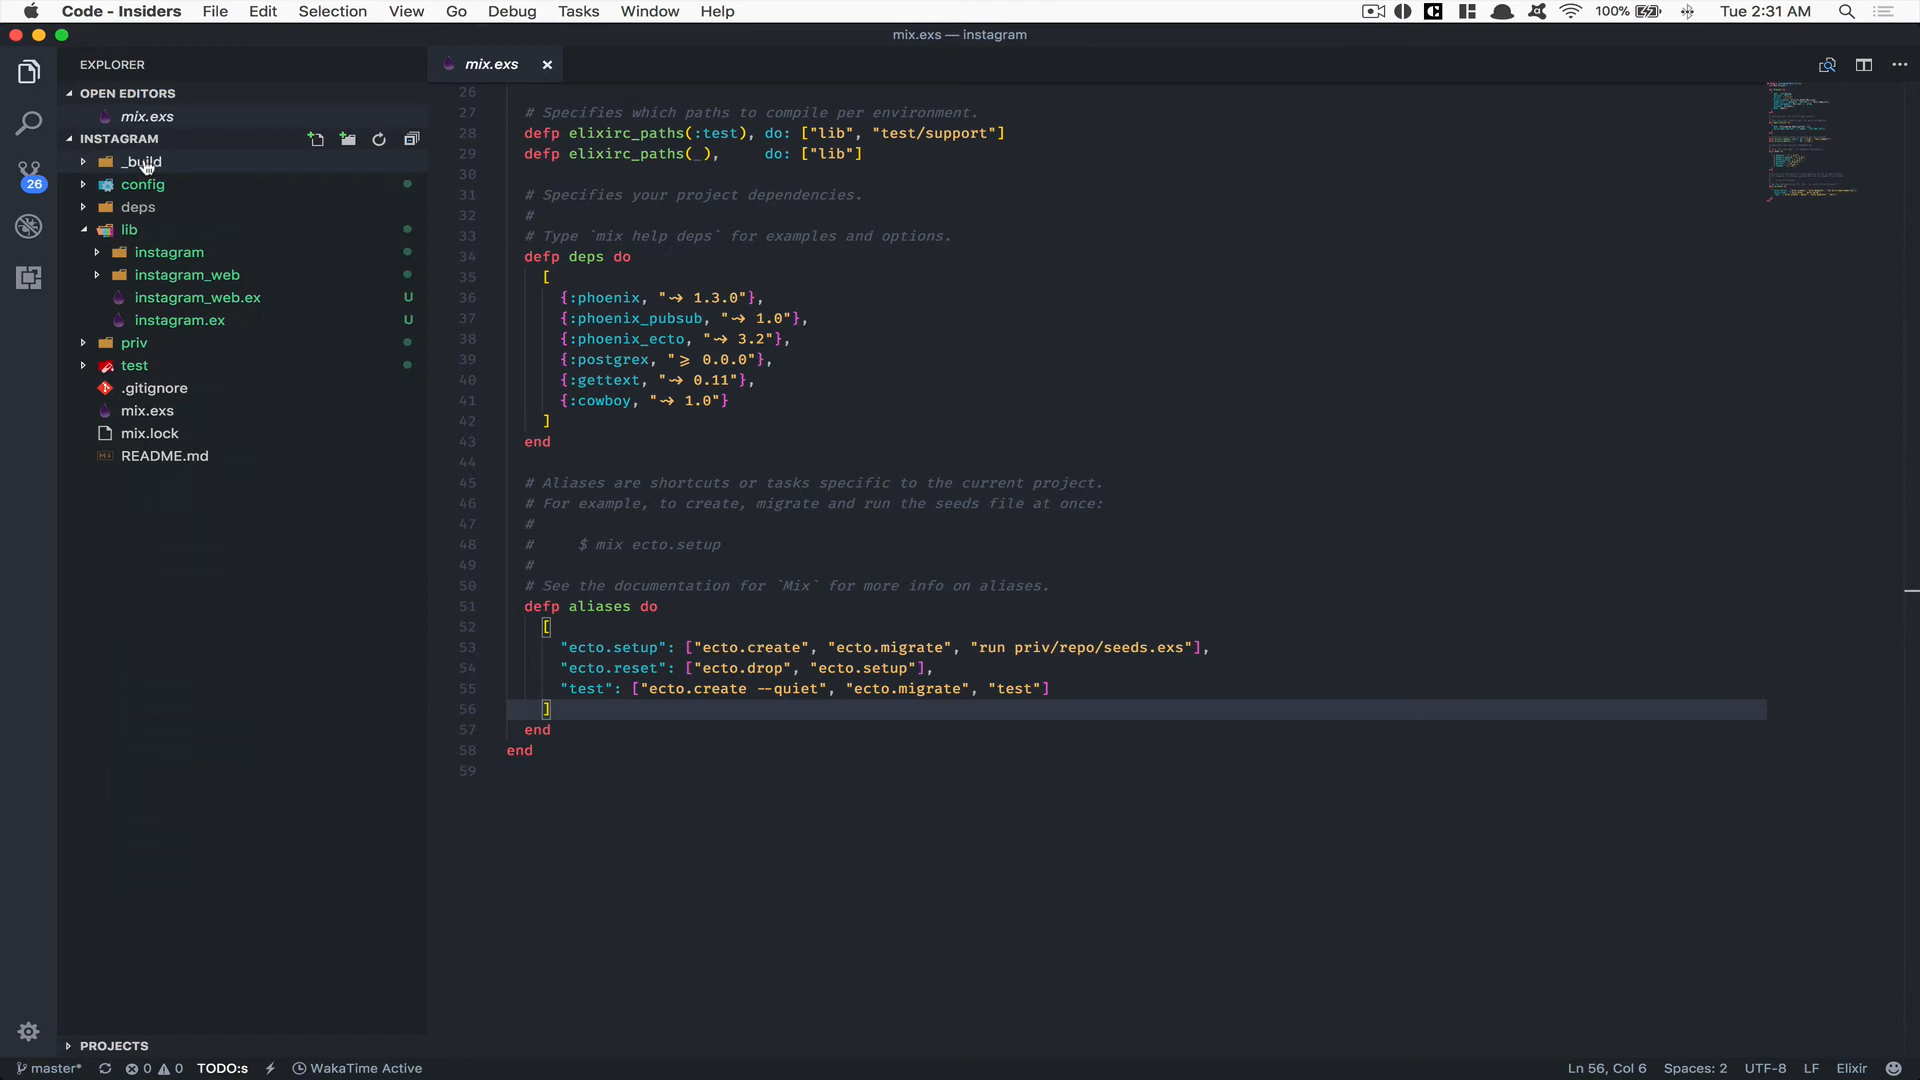 Code - Insiders File Edit Selection View Go Debug Tasks Window Help 100% Tue 2:31 AM
mix.exs — instagram
EXPLORER
OPEN EDITORS
mix.exs
INSTAGRAM
_build
config
deps
lib
instagram
instagram_web
instagram_web.ex U
instagram.ex U
priv
test
.gitignore
mix.exs
mix.lock
README.md
PROJECTS
26
mix.exs
26
27 # Specifies which paths to compile per environment.
28 defp elixirc_paths(:test), do: ["lib", "test/support"]
29 defp elixirc_paths(_), do: ["lib"]
30
31 # Specifies your project dependencies.
32 #
33 # Type `mix help deps` for examples and options.
34 defp deps do
35 [
36 {:phoenix, "~> 1.3.0"},
37 {:phoenix_pubsub, "~> 1.0"},
38 {:phoenix_ecto, "~> 3.2"},
39 {:postgrex, ">= 0.0.0"},
40 {:gettext, "~> 0.11"},
41 {:cowboy, "~> 1.0"}
42 ]
43 end
44
45 # Aliases are shortcuts or tasks specific to the current project.
46 # For example, to create, migrate and run the seeds file at once:
47 #
48 # $ mix ecto.setup
49 #
50 # See the documentation for `Mix` for more info on aliases.
51 defp aliases do
52 [
53 "ecto.setup": ["ecto.create", "ecto.migrate", "run priv/repo/seeds.exs"],
54 "ecto.reset": ["ecto.drop", "ecto.setup"],
55 "test": ["ecto.create --quiet", "ecto.migrate", "test"]
56 ]
57 end
58 end
59
master* 0 0 TODO:s WakaTime Active Ln 56, Col 6 Spaces: 2 UTF-8 LF Elixir